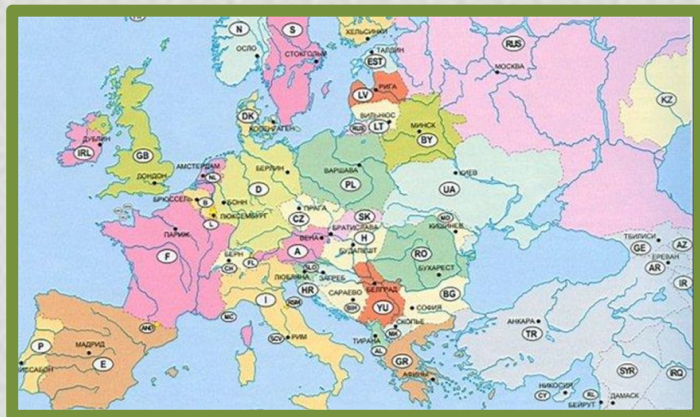 N
S
ХЕЛЬСИНКИ
ОСЛО
СТОКГОЛЬМ
ТАЛЛИН
EST
RUS
МОСКВА
LV
РИГА
KZ
DK
КОПЕНГАГЕН
ВИЛЬНЮС
RUS
LT
МИНСК
BY
ДУБЛИН
IRL
GB
АМСТЕРДАМ
NL
БЕРЛИН
ВАРШАВА
PL
КИЕВ
ЛОНДОН
D
UA
БРЮССЕЛЬ
B
БОНН
ПРАГА
ЛЮКСЕМБУРГ
L
CZ
SK
MD
КИШИНЕВ
ПАРИЖ
БРАТИСЛАВА
ВЕНА
H
F
БЕРН
A
БУДАПЕШТ
RO
ТБИЛИСИ
GE
AZ
CH
FL
ЛЮБЛЯНА
SLO
ЗАГРЕБ
ЕРЕВАН
AR
БУХАРЕСТ
HR
БЕЛГРАД
IR
I
RSM
САРАЕВО
BIH
YU
СОФИЯ
BG
MC
СКОПЬЕ
АНКАРА
TR
P
МАДРИД
AND
SCV
РИМ
ТИРАНА
MK
AL
E
GR
SYR
IRQ
АФИНЫ
НИКОСИЯ
CY
RL
ДАМАСК
БЕЙРУТ